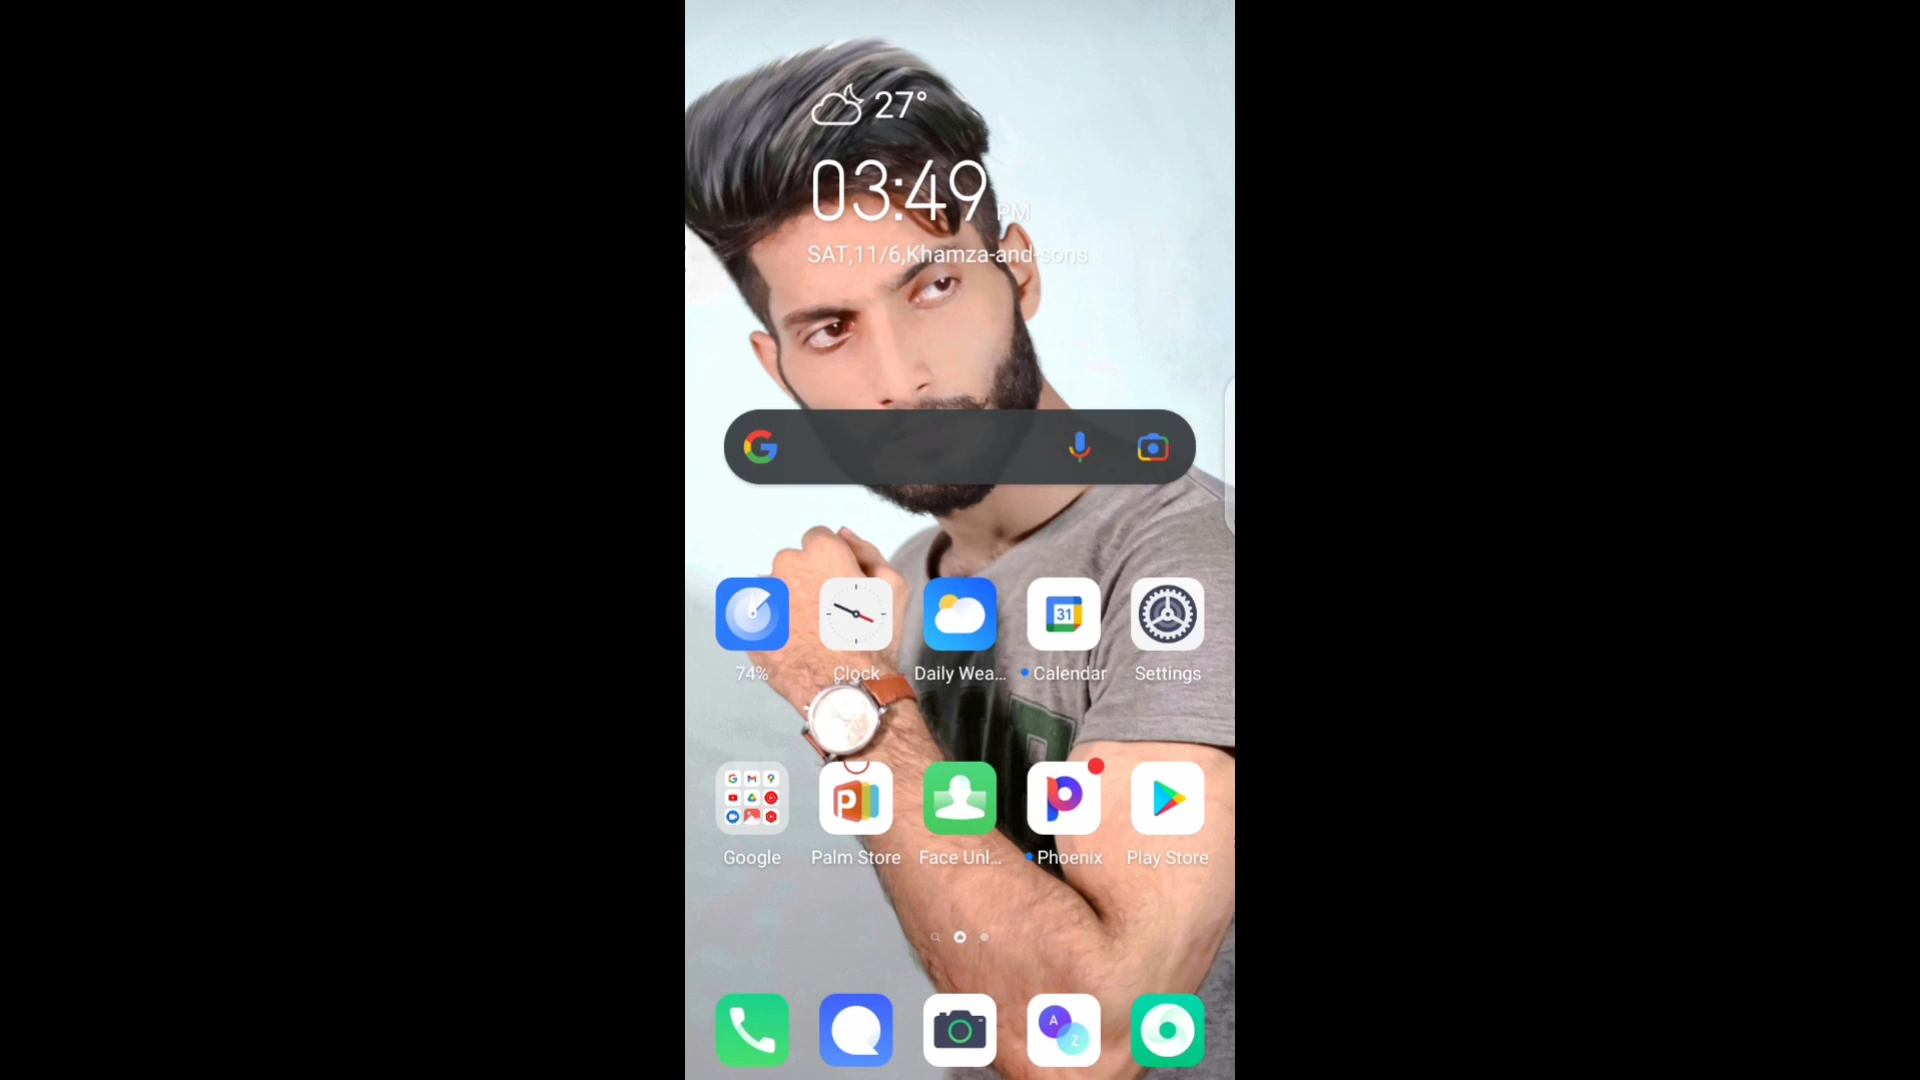 27°
03:49 PM
SAT,11/6,Khamza-and-sons
74%
Clock
Daily Wea...
Calendar
Settings
31
Google
Palm Store
Face Unl...
Phoenix
Play Store
A
Z